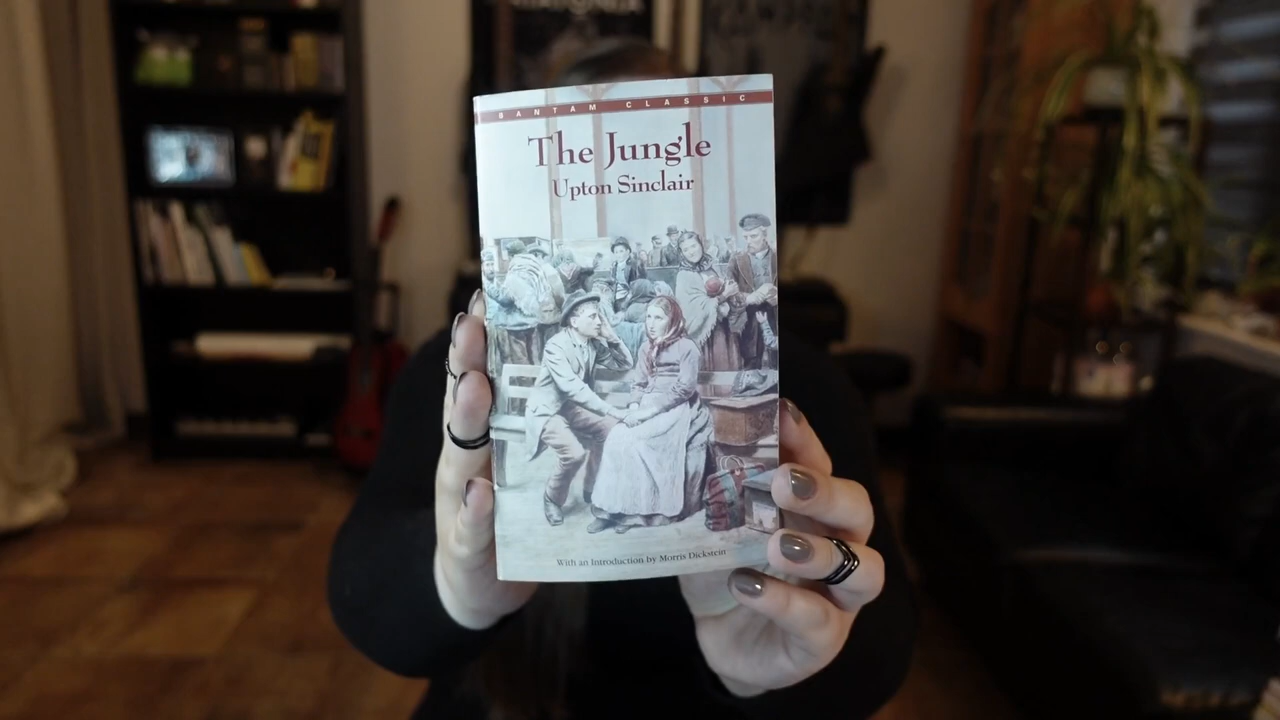 BANTAM CLASSIC
The Jungle
Upton Sinclair
With an Introduction by Morris Dickstein